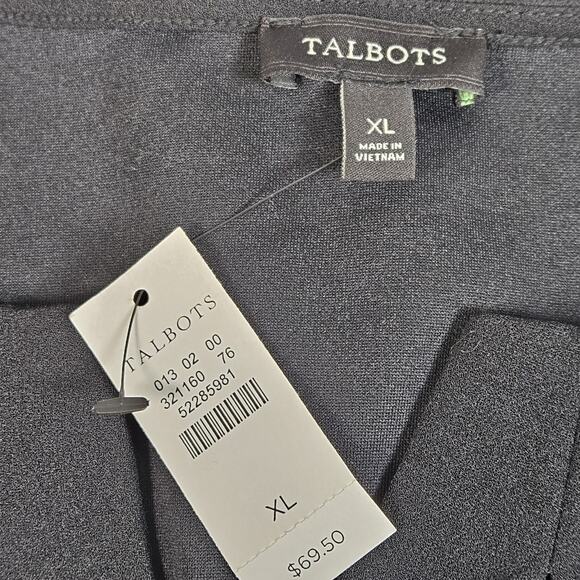 TALBOTS
XL
MADE IN
VIETNAM
TALBOTS
013 02 00
321160 76
52285981
XL
$69.50